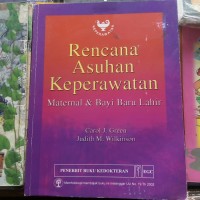 Rencana
Asuhan
Keperawatan
Maternal & Bayi Baru Lahir
Carol J. Green
Judith M. Wilkinson
PENERBIT BUKU KEDOKTERAN
EGC